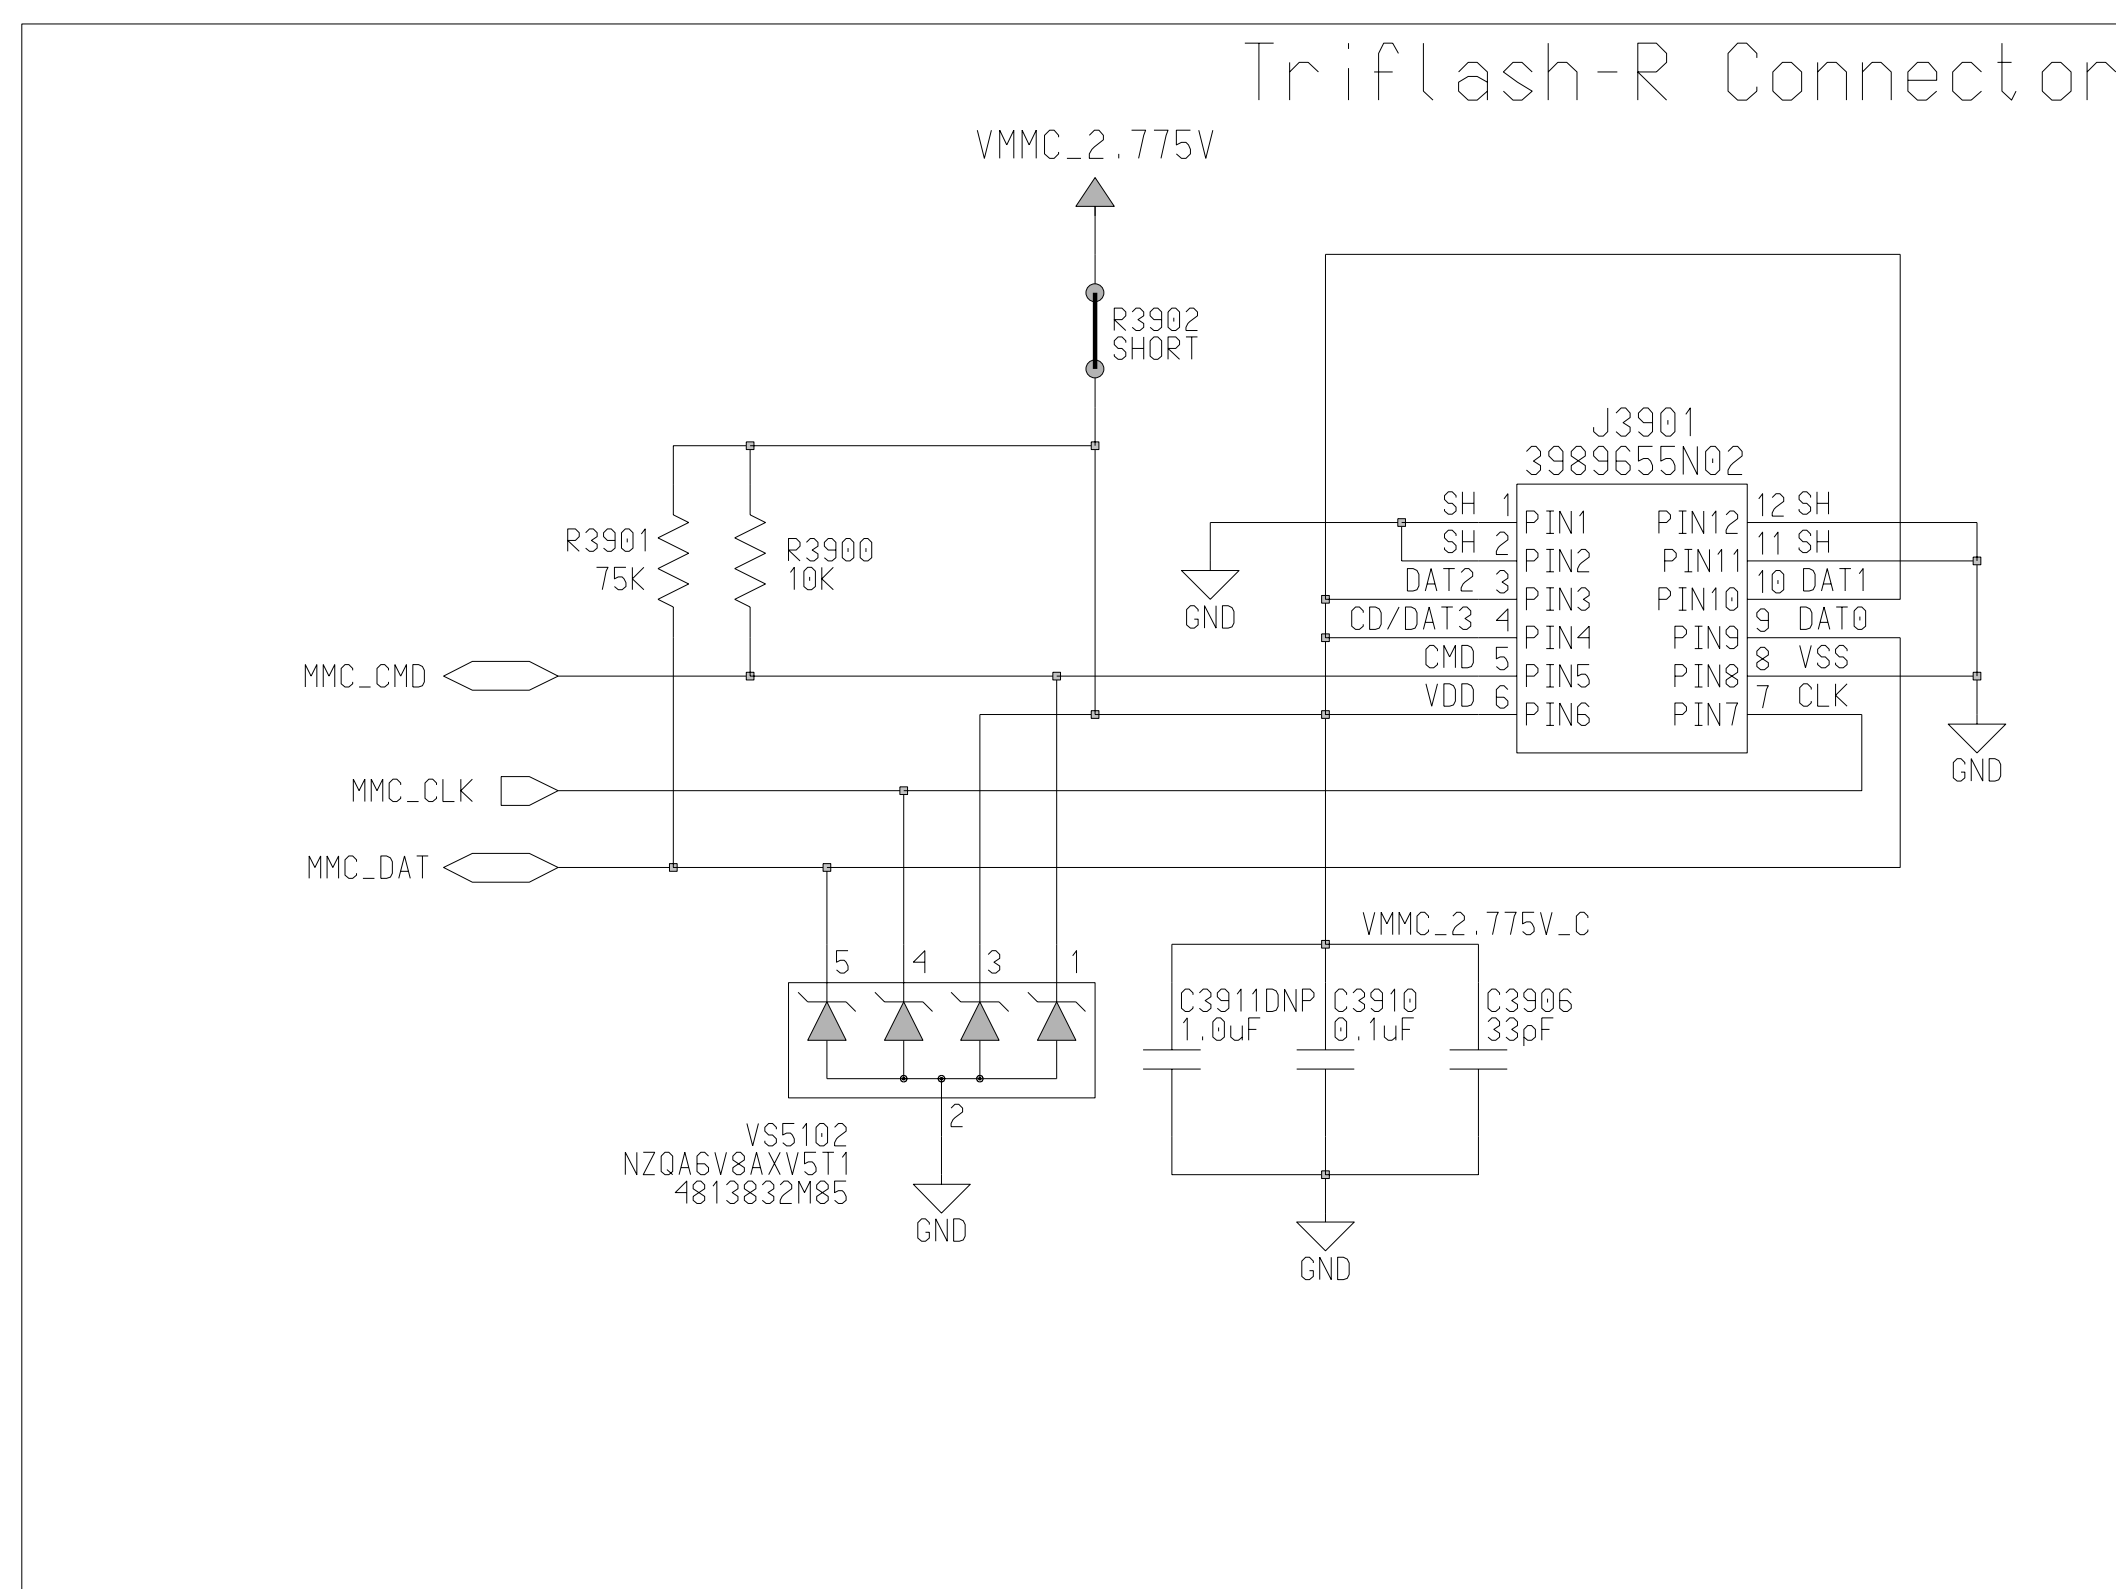 Triflash-R Connector
VMMC_2.775V
R3902
SHORT
J3901
3989655N02
SH 1 PIN1 PIN12 12 SH
SH 2 PIN2 PIN11 11 SH
DAT2 3 PIN3 PIN10 10 DAT1
CD/DAT3 4 PIN4 PIN9 9 DAT0
CMD 5 PIN5 PIN8 8 VSS
VDD 6 PIN6 PIN7 7 CLK
R3901
75K
R3900
10K
GND
GND
MMC_CMD
MMC_CLK
MMC_DAT
VMMC_2.775V_C
5 4 3 1
C3911DNP
1.0uF
C3910
0.1uF
C3906
33pF
2
VS5102
NZQA6V8AXV5T1
4813832M85
GND
GND